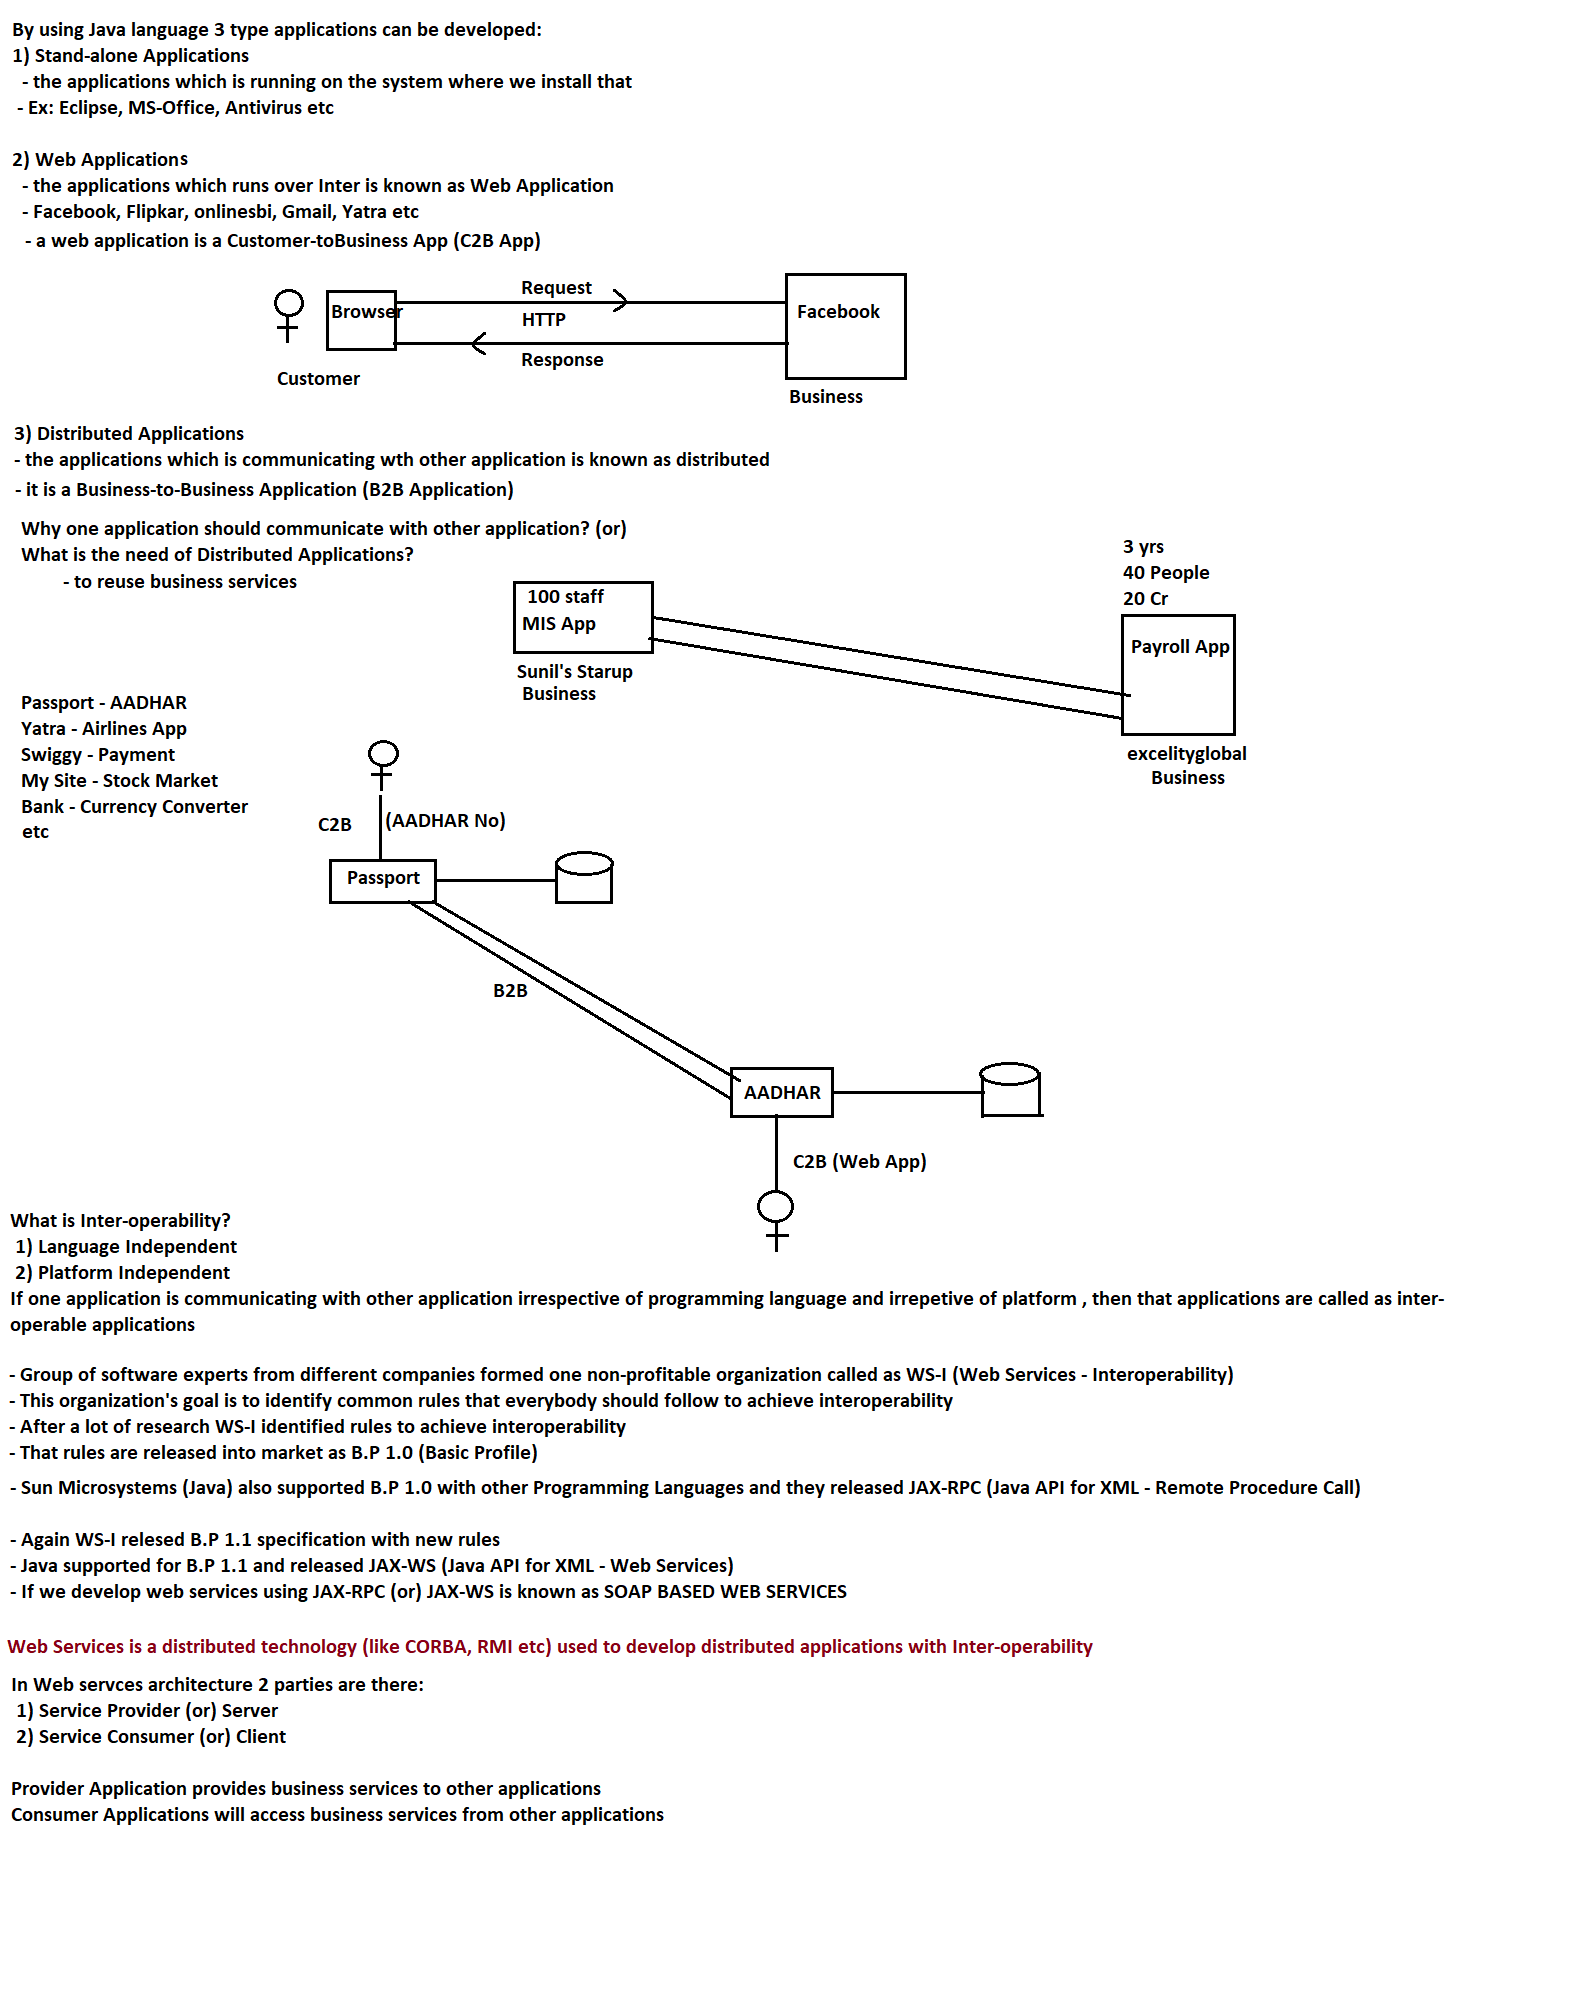 By using Java language 3 type applications can be developed:
1) Stand-alone Applications
- the applications which is running on the system where we install that
- Ex: Eclipse, MS-Office, Antivirus etc
2) Web Applications
- the applications which runs over Inter is known as Web Application
- Facebook, Flipkar, onlinesbi, Gmail, Yatra etc
- a web application is a Customer-toBusiness App (C2B App)
Request
Browser
HTTP
Facebook
Response
Customer
Business
3) Distributed Applications
- the applications which is communicating wth other application is known as distributed
- it is a Business-to-Business Application (B2B Application)
Why one application should communicate with other application? (or)
What is the need of Distributed Applications?
- to reuse business services
3 yrs
40 People
20 Cr
100 staff
MIS App
Sunil's Starup
Business
Payroll App
excelityglobal
Business
Passport - AADHAR
Yatra - Airlines App
Swiggy - Payment
My Site - Stock Market
Bank - Currency Converter
etc
C2B
(AADHAR No)
Passport
B2B
AADHAR
C2B (Web App)
What is Inter-operability?
1) Language Independent
2) Platform Independent
If one application is communicating with other application irrespective of programming language and irrepetive of platform , then that applications are called as inter-
operable applications
- Group of software experts from different companies formed one non-profitable organization called as WS-I (Web Services - Interoperability)
- This organization's goal is to identify common rules that everybody should follow to achieve interoperability
- After a lot of research WS-I identified rules to achieve interoperability
- That rules are released into market as B.P 1.0 (Basic Profile)
- Sun Microsystems (Java) also supported B.P 1.0 with other Programming Languages and they released JAX-RPC (Java API for XML - Remote Procedure Call)
- Again WS-I relesed B.P 1.1 specification with new rules
- Java supported for B.P 1.1 and released JAX-WS (Java API for XML - Web Services)
- If we develop web services using JAX-RPC (or) JAX-WS is known as SOAP BASED WEB SERVICES
Web Services is a distributed technology (like CORBA, RMI etc) used to develop distributed applications with Inter-operability
In Web servces architecture 2 parties are there:
1) Service Provider (or) Server
2) Service Consumer (or) Client
Provider Application provides business services to other applications
Consumer Applications will access business services from other applications